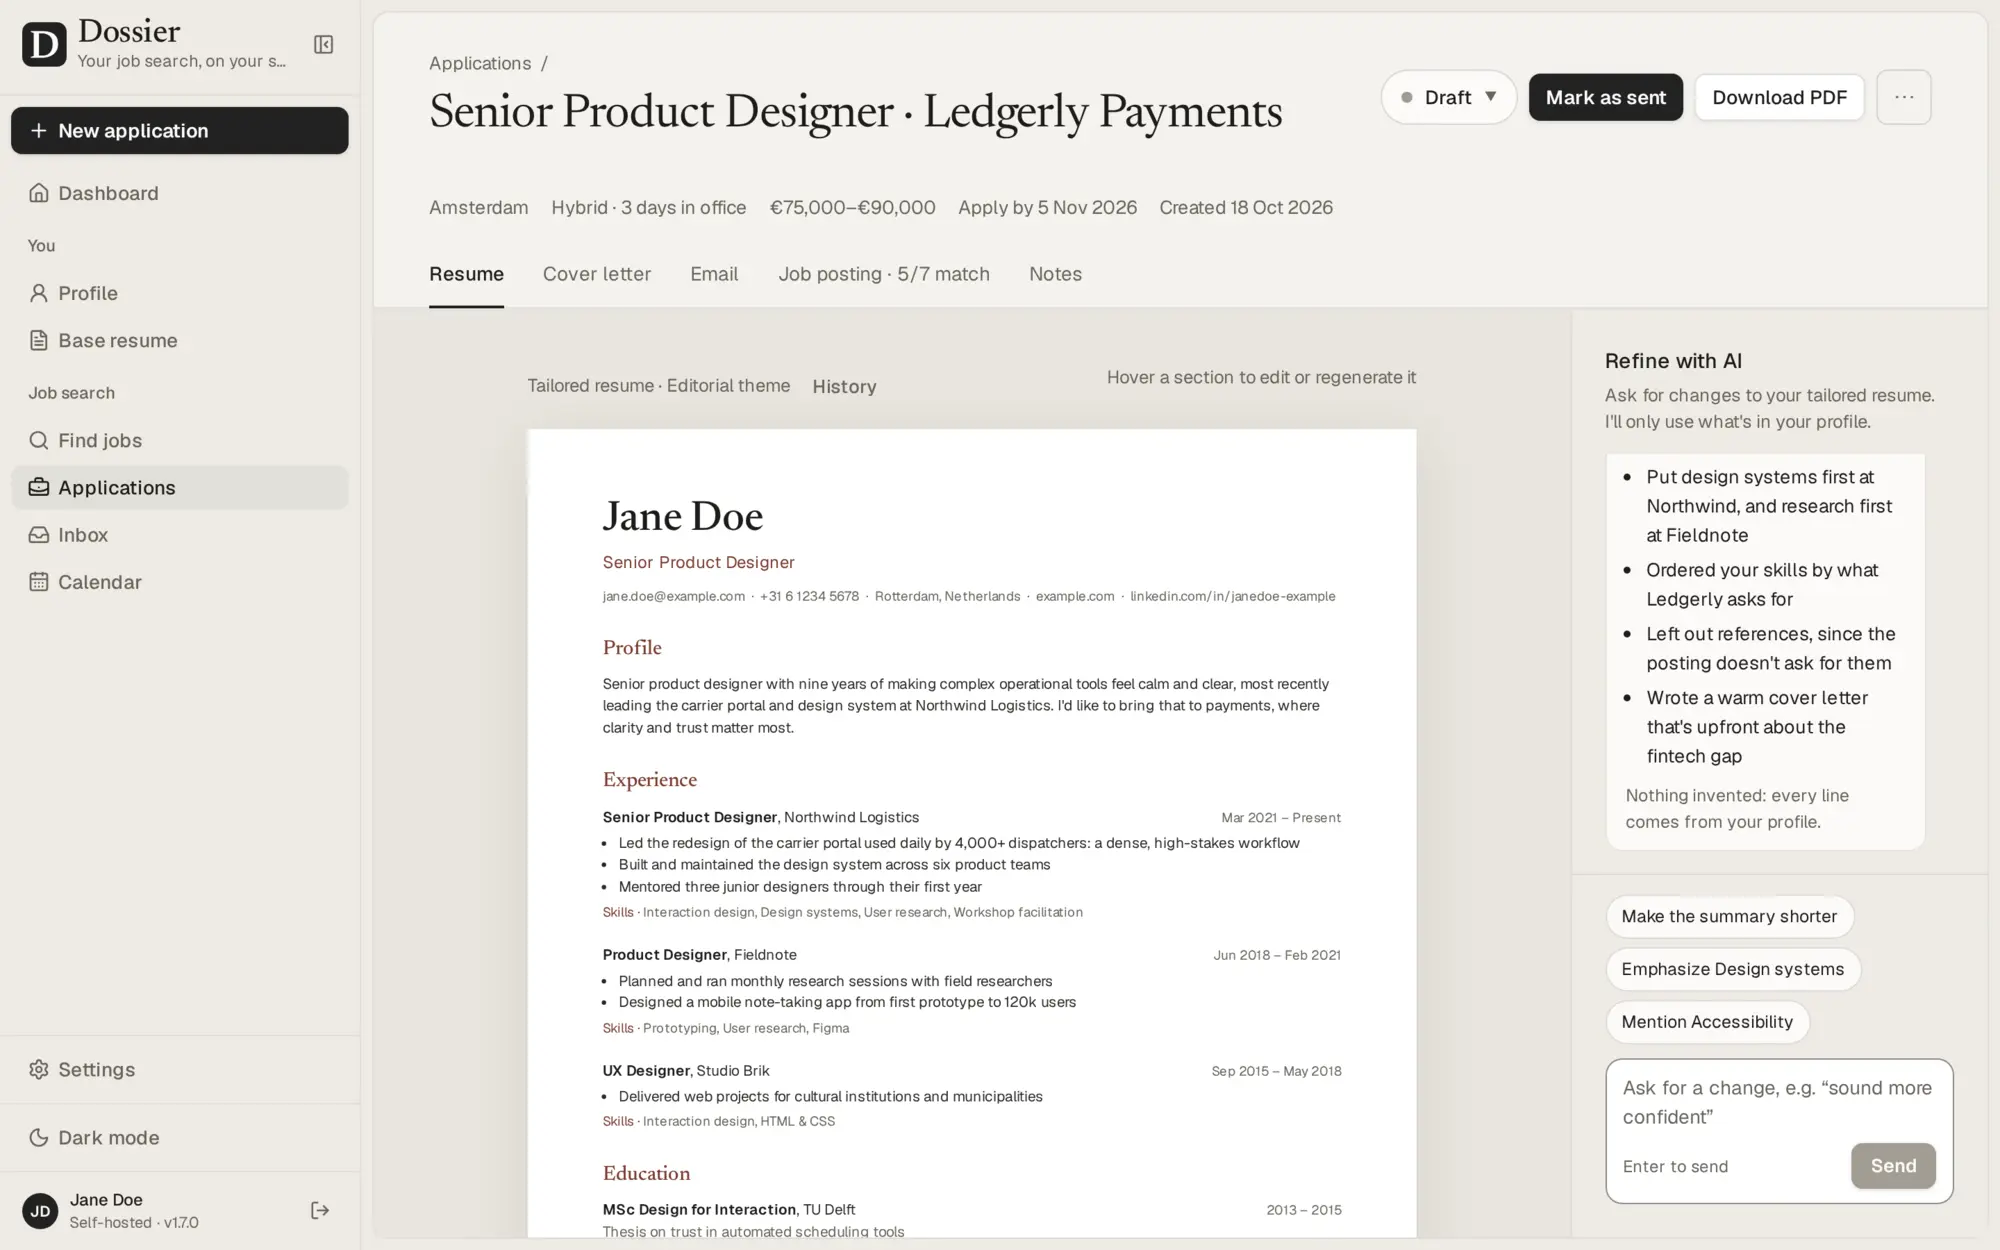 D
Dossier
Your job search, on your s…
New application
Dashboard
You
Profile
Base resume
Job search
Find jobs
Applications
Inbox
Calendar
Settings
Dark mode
JD
Jane Doe
Self-hosted · v1.7.0
Applications /
Senior Product Designer · Ledgerly Payments
Draft ▼
Mark as sent
Download PDF
…
Amsterdam Hybrid · 3 days in office €75,000–€90,000 Apply by 5 Nov 2026 Created 18 Oct 2026
Resume Cover letter Email Job posting · 5/7 match Notes
Tailored resume · Editorial theme History
Hover a section to edit or regenerate it
Jane Doe
Senior Product Designer
jane.doe@example.com · +31 6 1234 5678 · Rotterdam, Netherlands · example.com · linkedin.com/in/janedoe-example
Profile
Senior product designer with nine years of making complex operational tools feel calm and clear, most recently
leading the carrier portal and design system at Northwind Logistics. I'd like to bring that to payments, where
clarity and trust matter most.
Experience
Senior Product Designer, Northwind Logistics Mar 2021 – Present
• Led the redesign of the carrier portal used daily by 4,000+ dispatchers: a dense, high-stakes workflow
• Built and maintained the design system across six product teams
• Mentored three junior designers through their first year
Skills · Interaction design, Design systems, User research, Workshop facilitation
Product Designer, Fieldnote Jun 2018 – Feb 2021
• Planned and ran monthly research sessions with field researchers
• Designed a mobile note-taking app from first prototype to 120k users
Skills · Prototyping, User research, Figma
UX Designer, Studio Brik Sep 2015 – May 2018
• Delivered web projects for cultural institutions and municipalities
Skills · Interaction design, HTML & CSS
Education
MSc Design for Interaction, TU Delft 2013 – 2015
Thesis on trust in automated scheduling tools
Refine with AI
Ask for changes to your tailored resume.
I'll only use what's in your profile.
• Put design systems first at
Northwind, and research first
at Fieldnote
• Ordered your skills by what
Ledgerly asks for
• Left out references, since the
posting doesn't ask for them
• Wrote a warm cover letter
that's upfront about the
fintech gap
Nothing invented: every line
comes from your profile.
Make the summary shorter
Emphasize Design systems
Mention Accessibility
Ask for a change, e.g. “sound more
confident”
Enter to send
Send